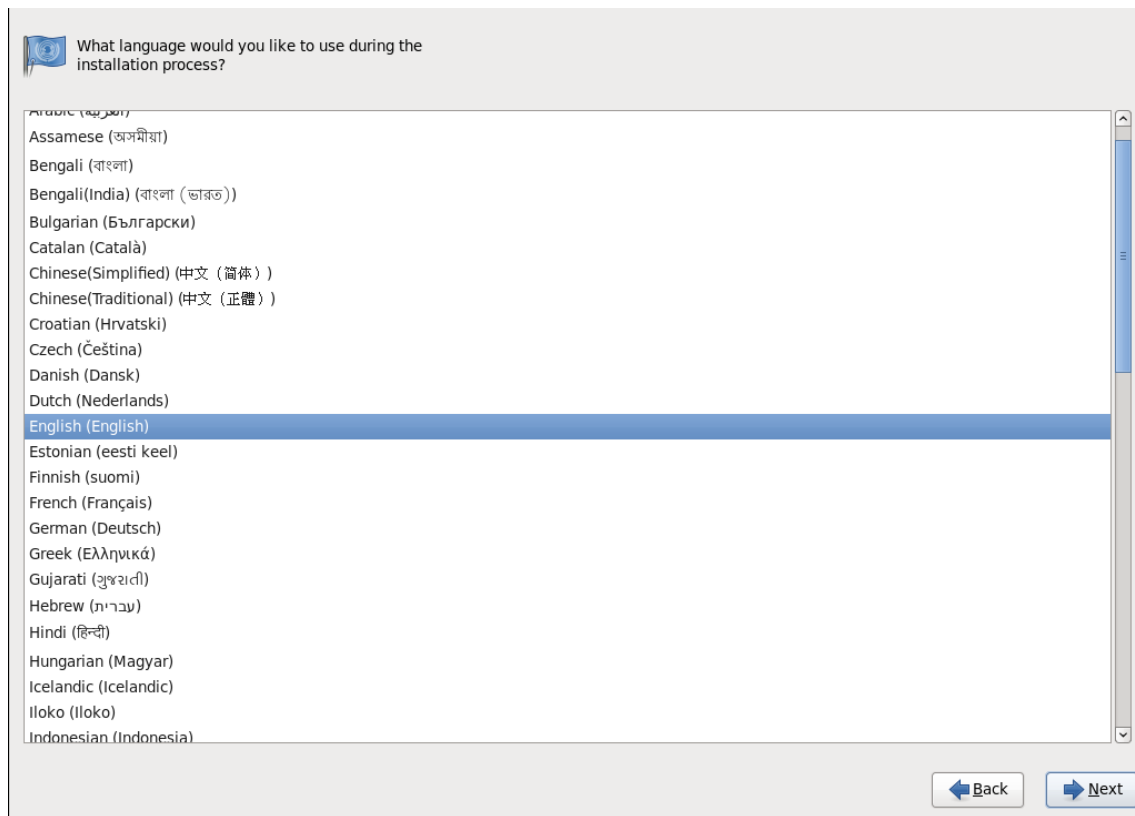 What language would you like to use during the
installation process?
Arabic (العربية)
Assamese (অসমীয়া)
Bengali (বাংলা)
Bengali(India) (বাংলা (ভারত))
Bulgarian (Български)
Catalan (Català)
Chinese(Simplified) (中文（简体）)
Chinese(Traditional) (中文（正體）)
Croatian (Hrvatski)
Czech (Čeština)
Danish (Dansk)
Dutch (Nederlands)
English (English)
Estonian (eesti keel)
Finnish (suomi)
French (Français)
German (Deutsch)
Greek (Ελληνικά)
Gujarati (ગુજરાતી)
Hebrew (עברית)
Hindi (हिन्दी)
Hungarian (Magyar)
Icelandic (Icelandic)
Iloko (Iloko)
Indonesian (Indonesia)
Back Next